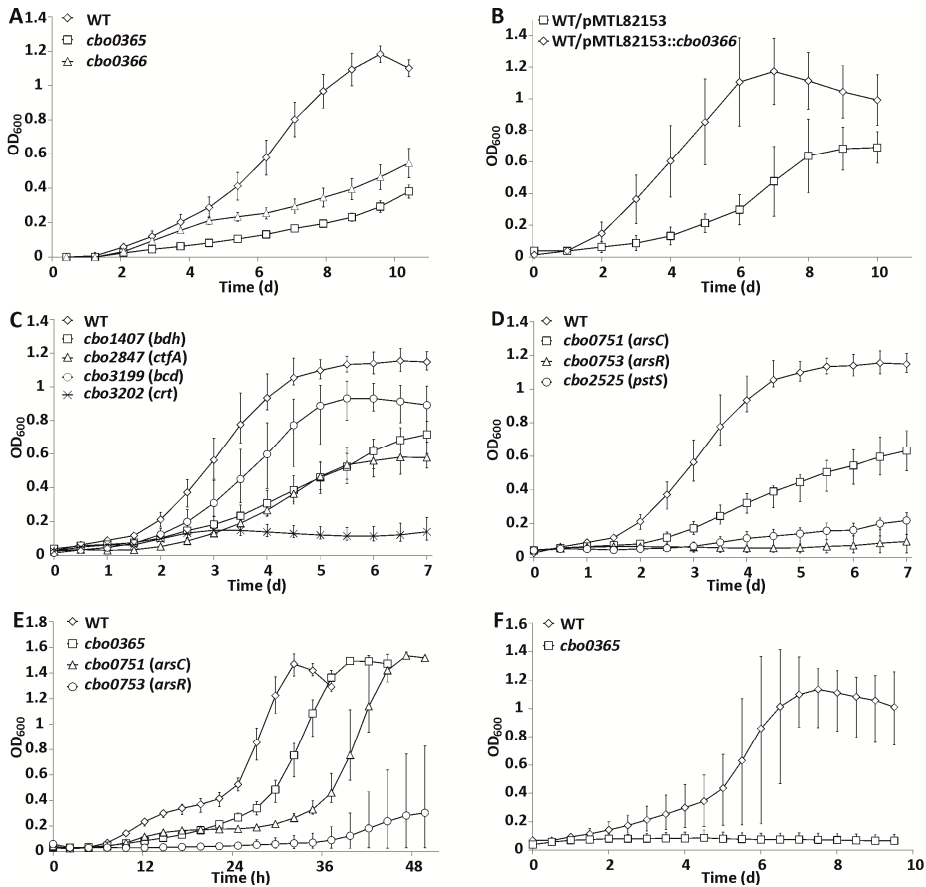 A
1.4
1.2
1
0.8
0.6
0.4
0.2
0
OD600
WT
cbo0365
cbo0366
0 2 4 6 8 10
Time (d)
B
1.4
1.2
1
0.8
0.6
0.4
0.2
0
OD600
WT/pMTL82153
WT/pMTL82153::cbo0366
0 2 4 6 8 10
Time (d)
C
1.4
1.2
1
0.8
0.6
0.4
0.2
0
OD600
WT
cbo1407 (bdh)
cbo2847 (ctfA)
cbo3199 (bcd)
cbo3202 (crt)
0 1 2 3 4 5 6 7
Time (d)
D
1.4
1.2
1
0.8
0.6
0.4
0.2
0
OD600
WT
cbo0751 (arsC)
cbo0753 (arsR)
cbo2525 (pstS)
0 1 2 3 4 5 6 7
Time (d)
E
1.8
1.6
1.4
1.2
1
0.8
0.6
0.4
0.2
0
OD600
WT
cbo0365
cbo0751 (arsC)
cbo0753 (arsR)
0 12 24 36 48
Time (h)
F
1.6
1.4
1.2
1
0.8
0.6
0.4
0.2
0
OD600
WT
cbo0365
0 2 4 6 8 10
Time (d)